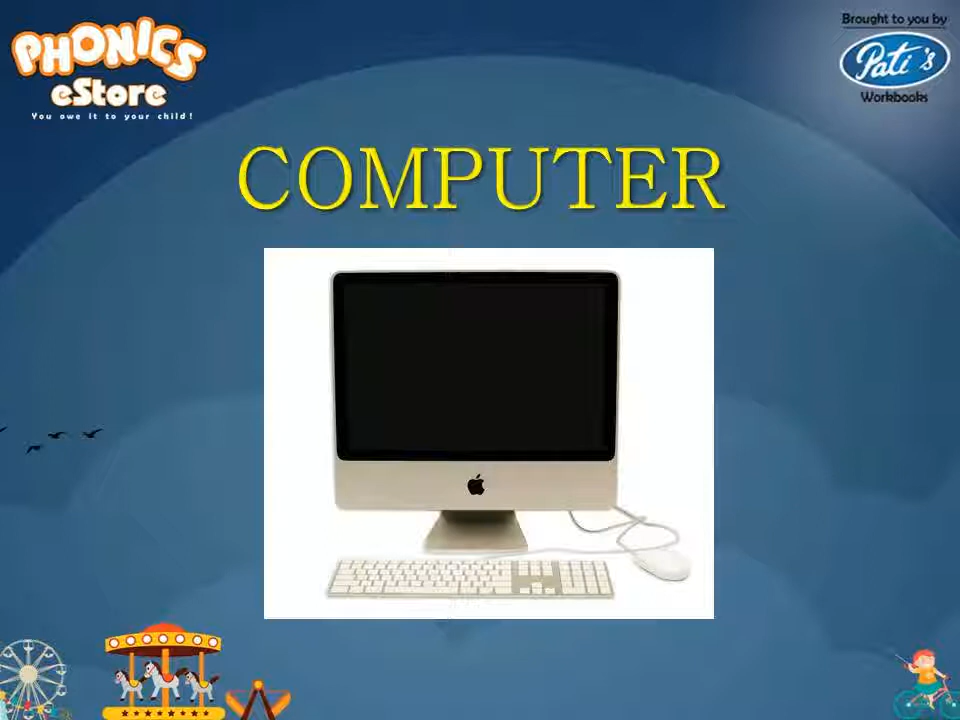 PHONICS
eStore
You owe it to your child!
Brought to you by
Pati's
Workbooks
COMPUTER